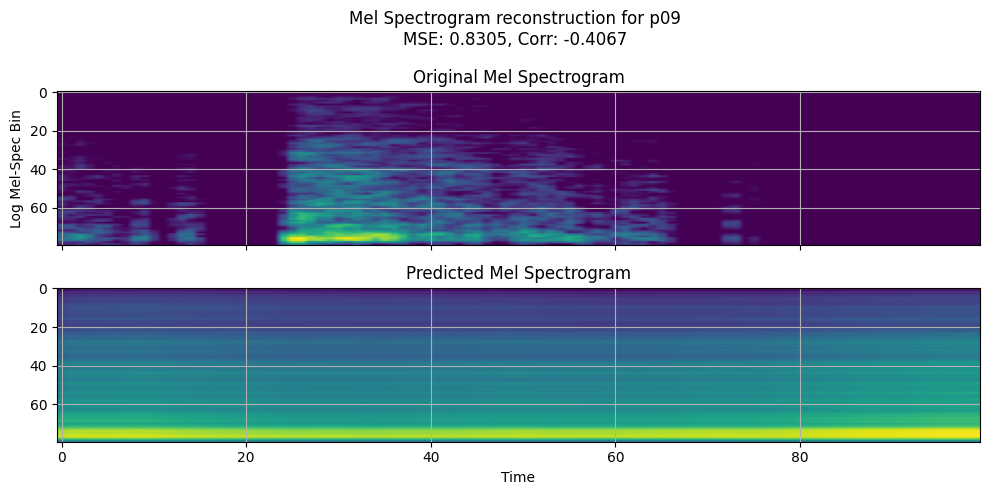 Mel Spectrogram reconstruction for p09
MSE: 0.8305, Corr: -0.4067
Original Mel Spectrogram
0
20
40
60
Log Mel-Spec Bin
Predicted Mel Spectrogram
0
20
40
60
0 20 40 60 80
Time